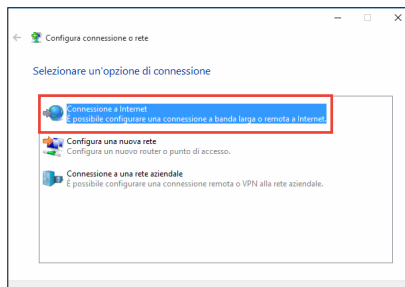 Configura connessione o rete
Selezionare un'opzione di connessione
Connessione a Internet
È possibile configurare una connessione a banda larga o remota a Internet.
Configura una nuova rete
Configura un nuovo router o punto di accesso.
Connessione a una rete aziendale
È possibile configurare una connessione remota o VPN alla rete aziendale.